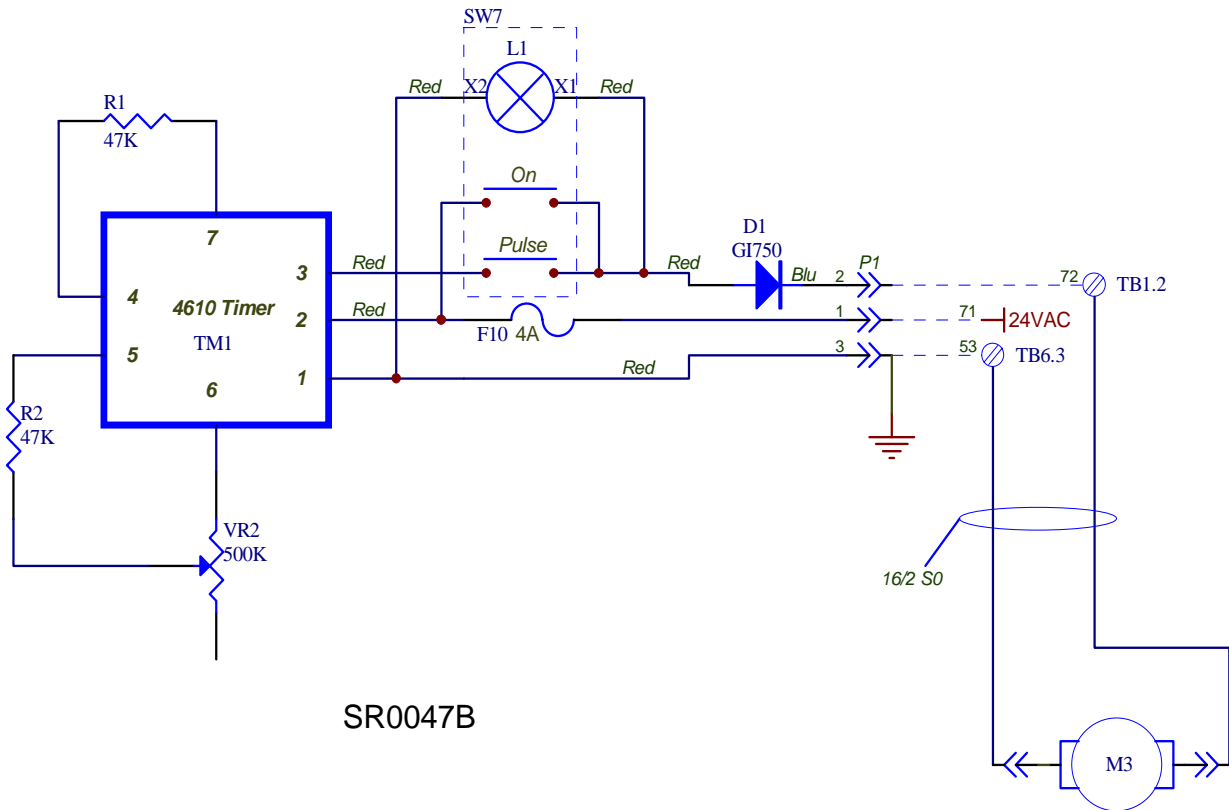 SW7
L1
Red X2 X1 Red
R1
47K
On
7
D1
GI750
Pulse
3 Red Red Blu 2 P1
72 TB1.2
4
4610 Timer
2 Red
1 71 24VAC
F10 4A
TM1
5
3 53 TB6.3
Red
6 1
R2
47K
VR2
500K
16/2 S0
SR0047B
M3